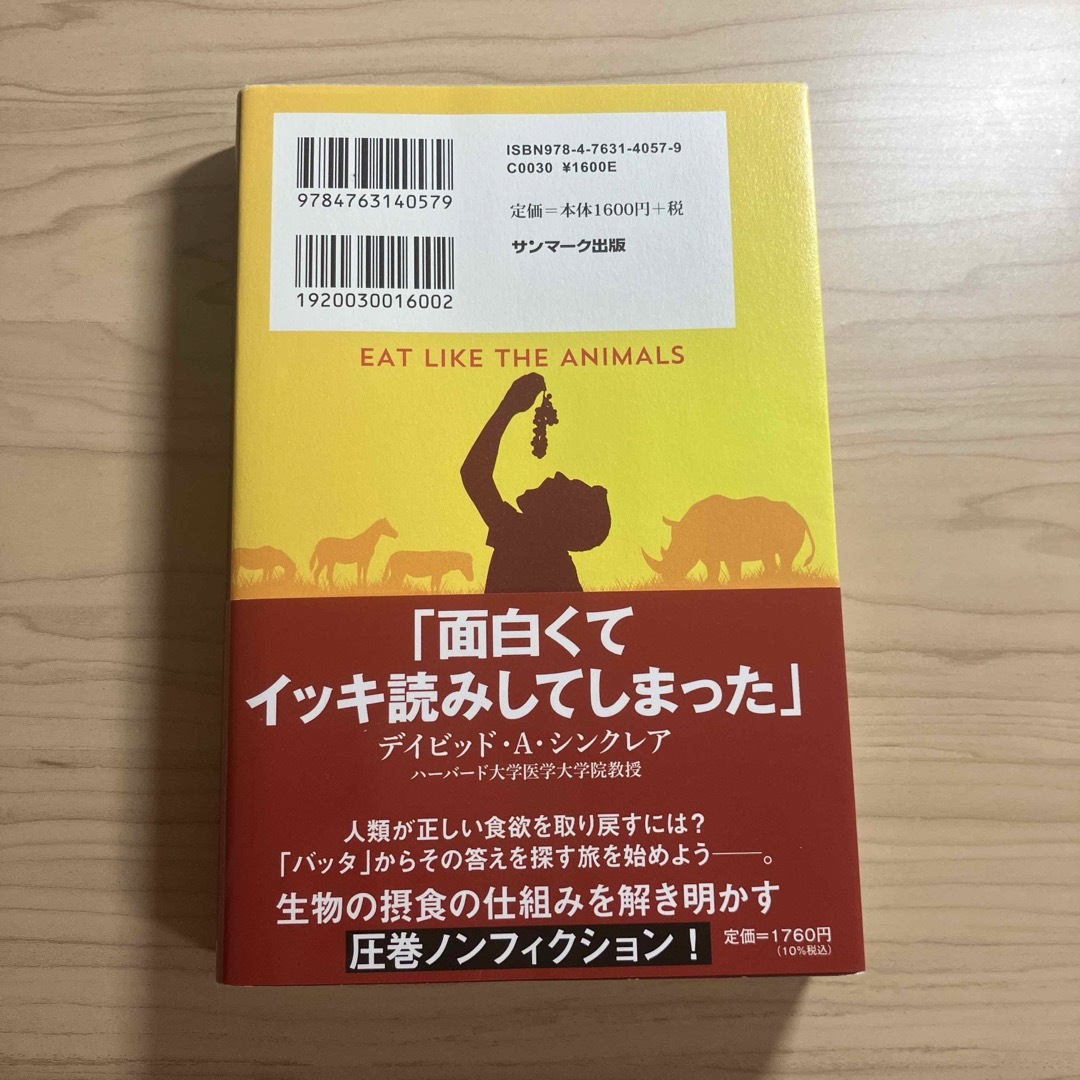 ISBN978-4-7631-4057-9
C0030 ¥1600E
9784763140579
定価=本体1600円+税
サンマーク出版
1920030016002
EAT LIKE THE ANIMALS
「面白くて
イッキ読みしてしまった」
デイビッド・A・シンクレア
ハーバード大学医学大学院教授
人類が正しい食欲を取り戻すには?
「バッタ」からその答えを探す旅を始めよう――。
生物の摂食の仕組みを解き明かす
圧巻ノンフィクション!
定価=1760円
(10%税込)